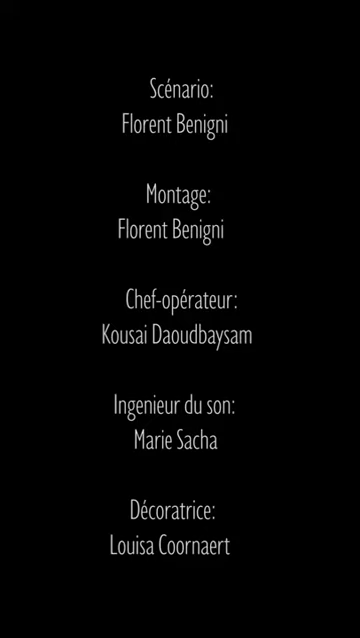 Scénario:
Florent Benigni
Montage:
Florent Benigni
Chef-opérateur:
Kousai Daoudbaysam
Ingenieur du son:
Marie Sacha
Décoratrice:
Louisa Coornaert